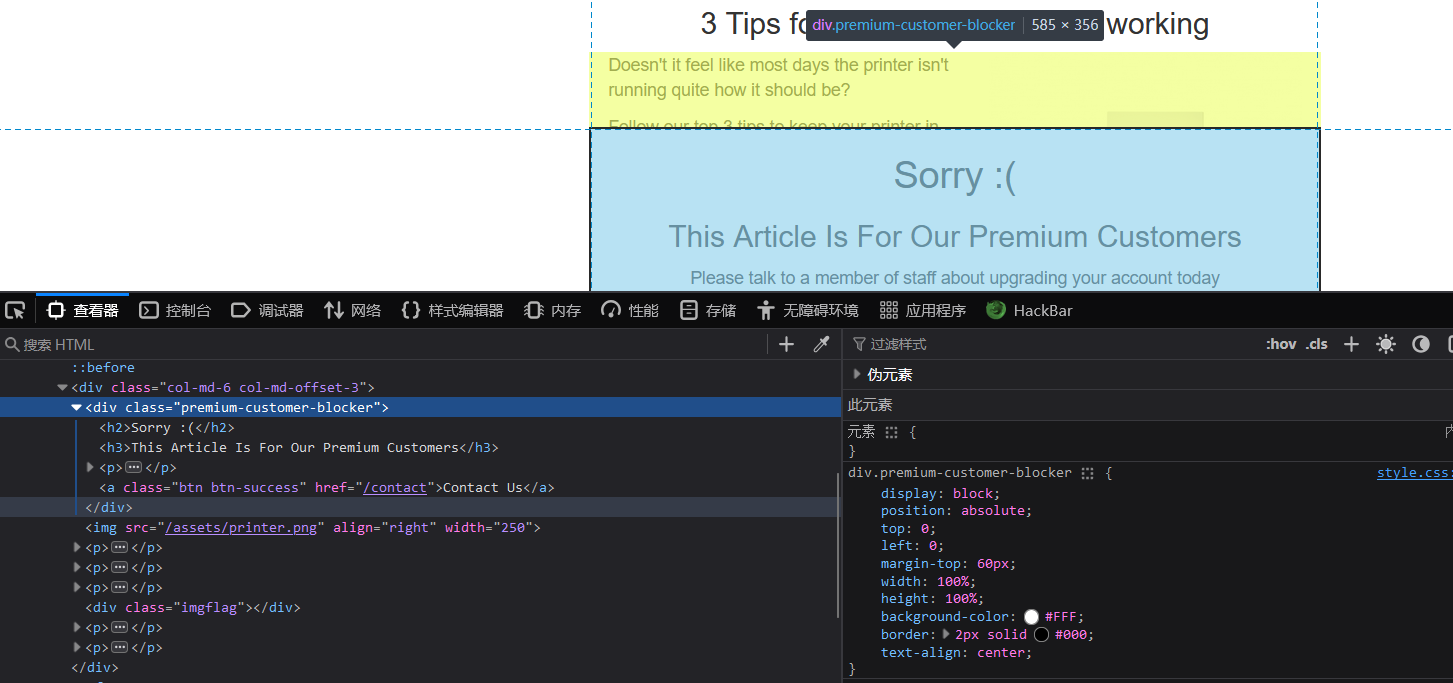 3 Tips fo
working
div.premium-customer-blocker 585 × 356
Doesn't it feel like most days the printer isn't
running quite how it should be?
Follow our top 3 tips to keep your printer in
Sorry :(
This Article Is For Our Premium Customers
Please talk to a member of staff about upgrading your account today
查看器 控制台 调试器 网络 {} 样式编辑器 内存 性能 存储 无障碍环境 应用程序 HackBar
搜索 HTML
::before
<div class="col-md-6 col-md-offset-3">
<div class="premium-customer-blocker">
<h2>Sorry :(</h2>
<h3>This Article Is For Our Premium Customers</h3>
<p>…</p>
<a class="btn btn-success" href="/contact">Contact Us</a>
</div>
<img src="/assets/printer.png" align="right" width="250">
<p>…</p>
<p>…</p>
<p>…</p>
<div class="imgflag"></div>
<p>…</p>
<p>…</p>
</div>
过滤样式 :hov .cls
伪元素
此元素
元素 {
}
div.premium-customer-blocker { style.css:
display: block;
position: absolute;
top: 0;
left: 0;
margin-top: 60px;
width: 100%;
height: 100%;
background-color: #FFF;
border: 2px solid #000;
text-align: center;
}